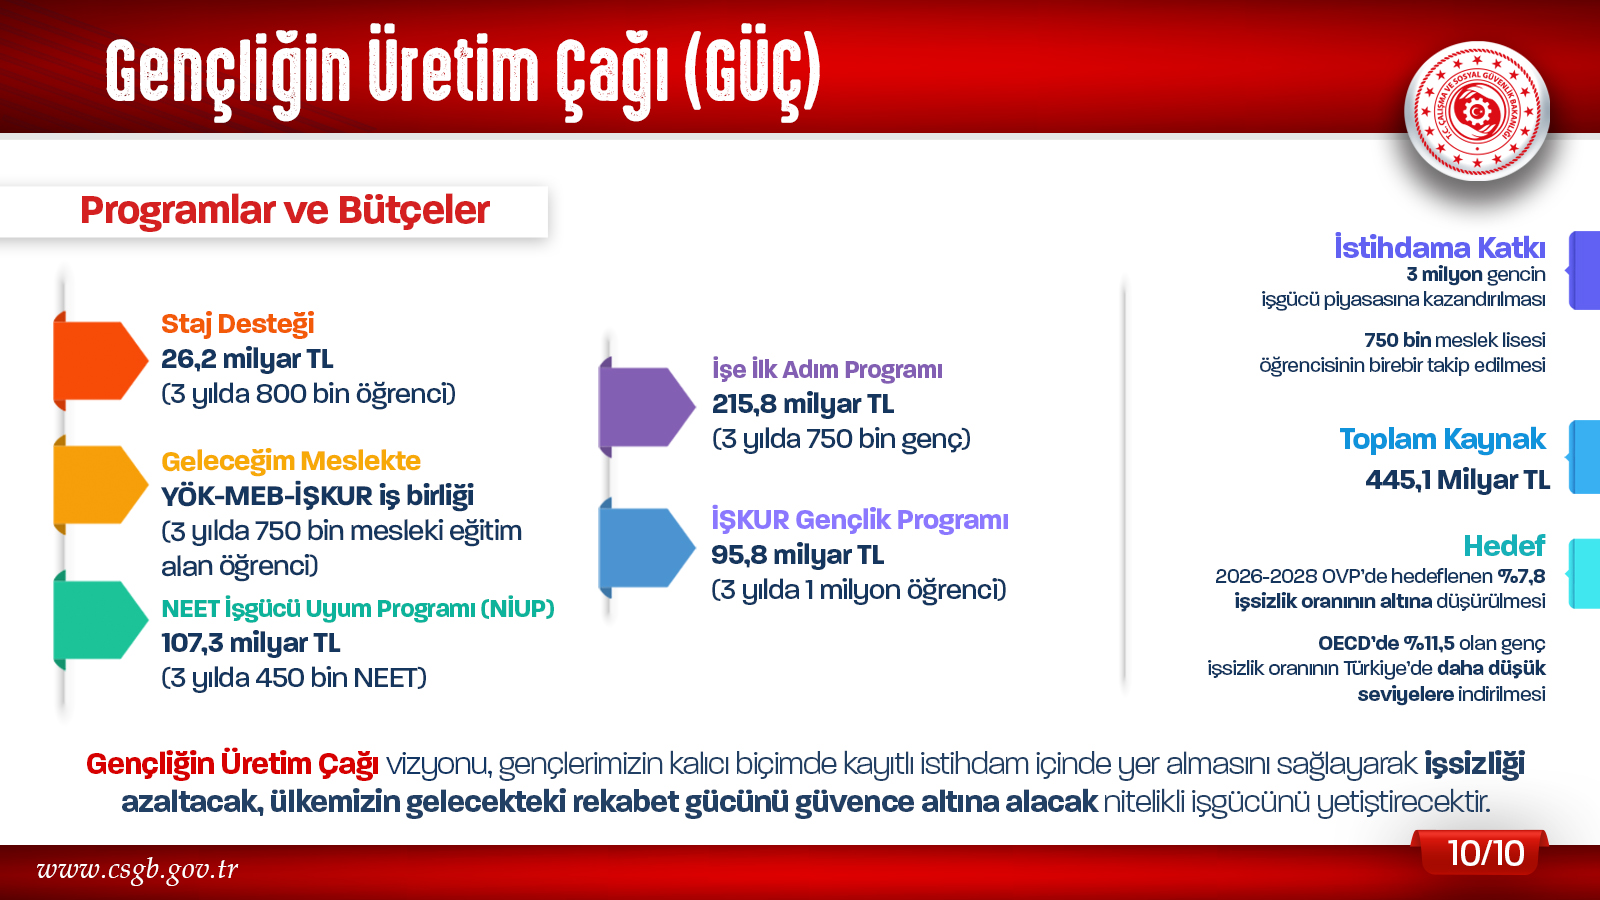 Gençliğin Üretim Çağı (GÜÇ)
T.C. ÇALIŞMA VE SOSYAL GÜVENLİK BAKANLIĞI
Programlar ve Bütçeler
Staj Desteği
26,2 milyar TL
(3 yılda 800 bin öğrenci)
Geleceğim Meslekte
YÖK-MEB-İŞKUR iş birliği
(3 yılda 750 bin mesleki eğitim
alan öğrenci)
NEET İşgücü Uyum Programı (NİUP)
107,3 milyar TL
(3 yılda 450 bin NEET)
İşe İlk Adım Programı
215,8 milyar TL
(3 yılda 750 bin genç)
İŞKUR Gençlik Programı
95,8 milyar TL
(3 yılda 1 milyon öğrenci)
İstihdama Katkı
3 milyon gencin
işgücü piyasasına kazandırılması
750 bin meslek lisesi
öğrencisinin birebir takip edilmesi
Toplam Kaynak
445,1 Milyar TL
Hedef
2026-2028 OVP'de hedeflenen %7,8
işsizlik oranının altına düşürülmesi
OECD'de %11,5 olan genç
işsizlik oranının Türkiye'de daha düşük
seviyelere indirilmesi
Gençliğin Üretim Çağı vizyonu, gençlerimizin kalıcı biçimde kayıtlı istihdam içinde yer almasını sağlayarak işsizliği
azaltacak, ülkemizin gelecekteki rekabet gücünü güvence altına alacak nitelikli işgücünü yetiştirecektir.
www.csgb.gov.tr
10/10